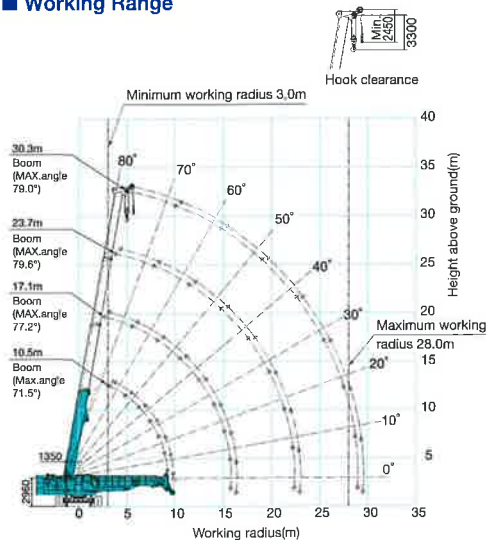 ■ Working Range
Min.
2450
3300
Hook clearance
Minimum working radius 3.0m
40
35
30
25
20
15
10
5
Height above ground(m)
30.3m
Boom
(MAX.angle
79.0°)
23.7m
Boom
(MAX.angle
79.6°)
17.1m
Boom
(MAX.angle
77.2°)
10.5m
Boom
(Max.angle
71.5°)
80°
70°
60°
50°
40°
30°
20°
10°
0°
Maximum working
radius 28.0m
1350
2960
0 5 10 15 20 25 30 35
Working radius(m)